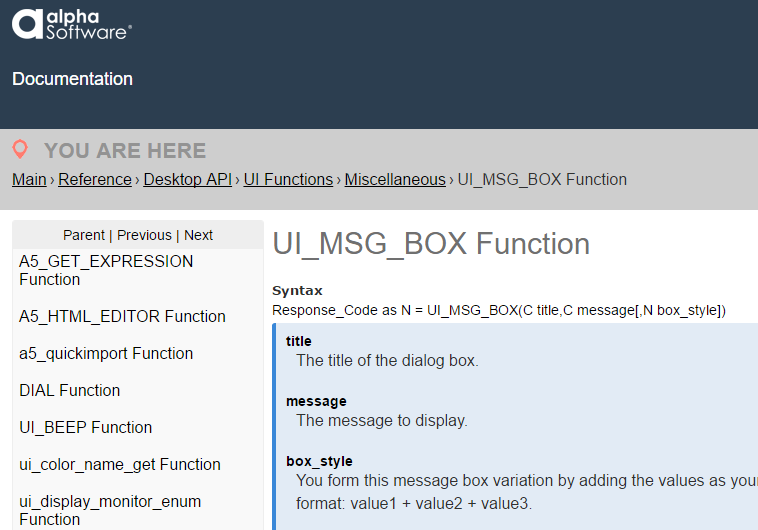 alpha
Software®
Documentation
YOU ARE HERE
Main › Reference › Desktop API › UI Functions › Miscellaneous › UI_MSG_BOX Function
Parent | Previous | Next
A5_GET_EXPRESSION
Function
A5_HTML_EDITOR Function
a5_quickimport Function
DIAL Function
UI_BEEP Function
ui_color_name_get Function
ui_display_monitor_enum
Function
UI_MSG_BOX Function
Syntax
Response_Code as N = UI_MSG_BOX(C title,C message[,N box_style])
title
The title of the dialog box.
message
The message to display.
box_style
You form this message box variation by adding the values as your
format: value1 + value2 + value3.